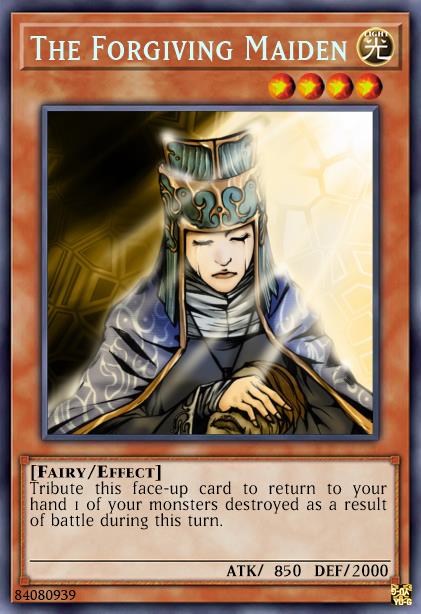 THE FORGIVING MAIDEN
LIGHT
光
[FAIRY/EFFECT]
Tribute this face-up card to return to your
hand 1 of your monsters destroyed as a result
of battle during this turn.
ATK/ 850 DEF/2000
84080939